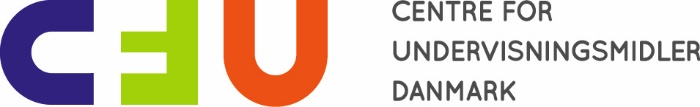 CFU
CENTRE FOR
UNDERVISNINGSMIDLER
DANMARK